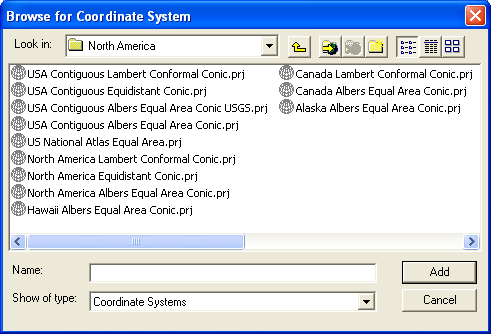 Browse for Coordinate System
Look in: North America
USA Contiguous Lambert Conformal Conic.prj
USA Contiguous Equidistant Conic.prj
USA Contiguous Albers Equal Area Conic USGS.prj
USA Contiguous Albers Equal Area Conic.prj
US National Atlas Equal Area.prj
North America Lambert Conformal Conic.prj
North America Equidistant Conic.prj
North America Albers Equal Area Conic.prj
Hawaii Albers Equal Area Conic.prj
Canada Lambert Conformal Conic.prj
Canada Albers Equal Area Conic.prj
Alaska Albers Equal Area Conic.prj
Name:
Add
Show of type: Coordinate Systems
Cancel